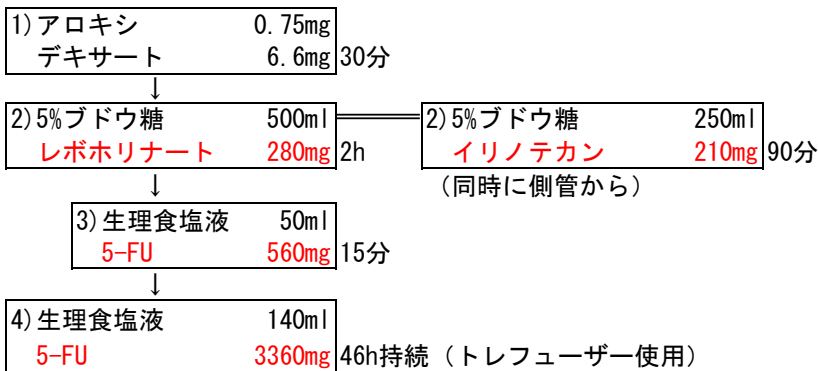 1)アロキシ 0.75mg
デキサート 6.6mg 30分
↓
2)5%ブドウ糖 500ml 2)5%ブドウ糖 250ml
レボホリナート 280mg 2h イリノテカン 210mg 90分
↓ (同時に側管から)
3)生理食塩液 50ml
5-FU 560mg 15分
↓
4)生理食塩液 140ml
5-FU 3360mg 46h持続(トレフューザー使用)